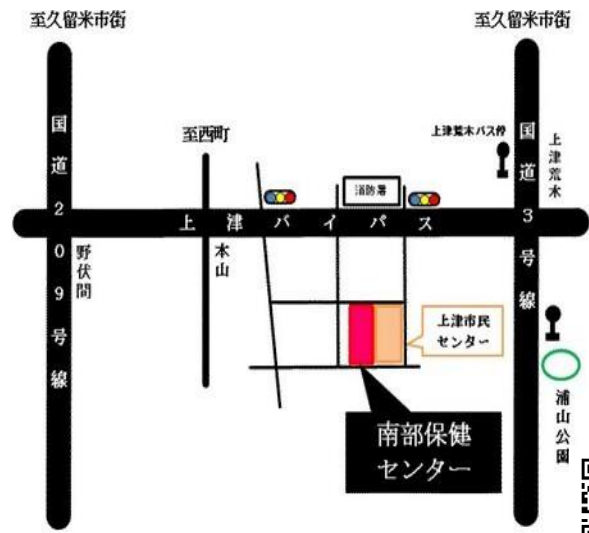 至久留米市街
至久留米市街
国道209号線
至西町
上津荒木バス停
国道3号線
上津荒木
消防署
上津バイパス
野伏間
本山
上津市民
センター
南部保健
センター
浦山公園